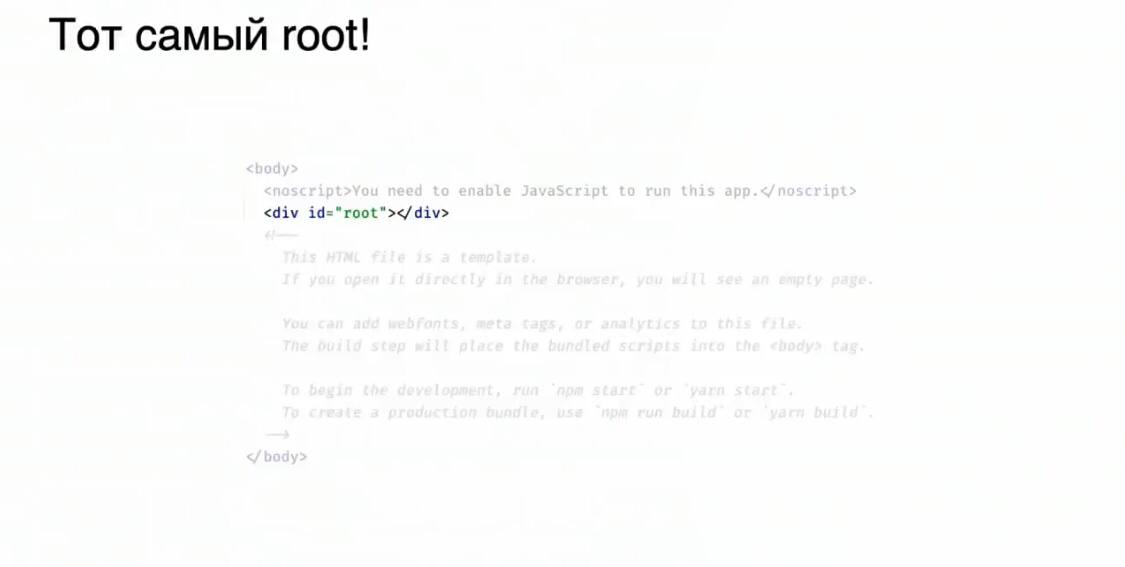 Тот самый root!
<body>
<noscript>You need to enable JavaScript to run this app.</noscript>
<div id="root"></div>
<!--
This HTML file is a template.
If you open it directly in the browser, you will see an empty page.
You can add webfonts, meta tags, or analytics to this file.
The build step will place the bundled scripts into the <body> tag.
To begin the development, run `npm start` or `yarn start`.
To create a production bundle, use `npm run build` or `yarn build`.
-->
</body>